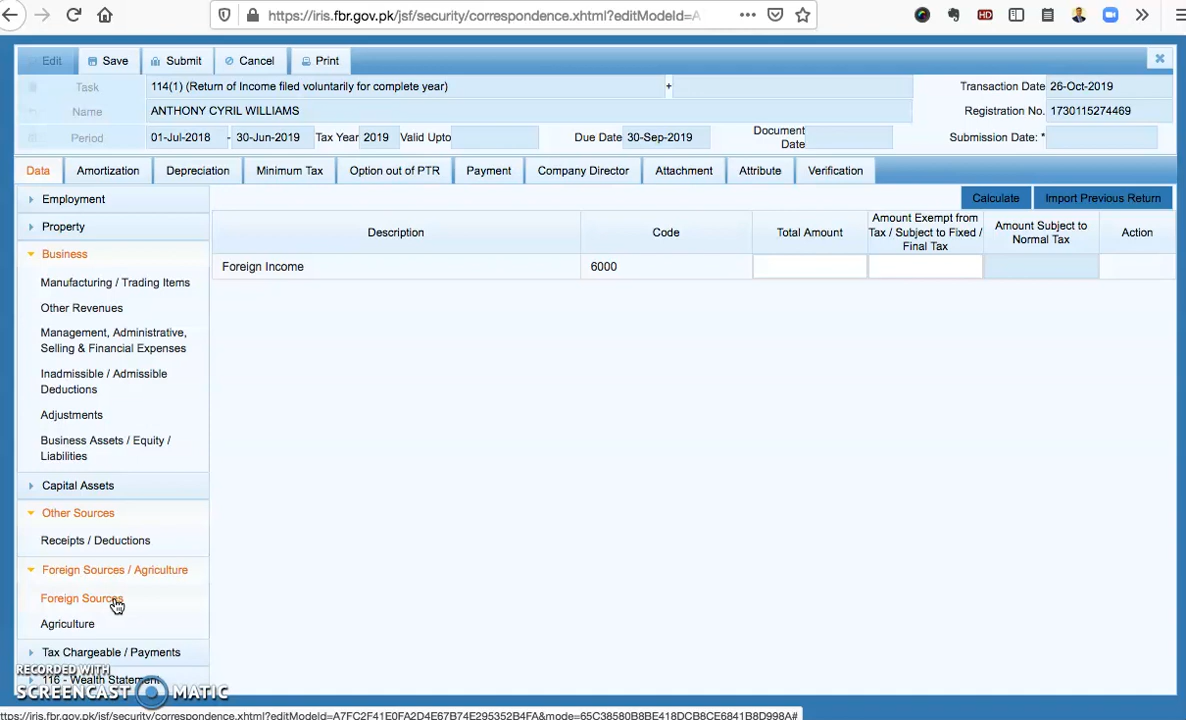 https://iris.fbr.gov.pk/jsf/security/correspondence.xhtml?editModeId=A
HD
Edit Save Submit Cancel Print
Task 114(1) (Return of Income filed voluntarily for complete year) + Transaction Date 26-Oct-2019
Name ANTHONY CYRIL WILLIAMS Registration No. 1730115274469
Period 01-Jul-2018 - 30-Jun-2019 Tax Year 2019 Valid Upto Due Date 30-Sep-2019 Document Date Submission Date: *
Data Amortization Depreciation Minimum Tax Option out of PTR Payment Company Director Attachment Attribute Verification
Calculate Import Previous Return
Description Code Total Amount Amount Exempt from Tax / Subject to Fixed / Final Tax Amount Subject to Normal Tax Action
Foreign Income 6000
Employment
Property
Business
Manufacturing / Trading Items
Other Revenues
Management, Administrative,
Selling & Financial Expenses
Inadmissible / Admissible
Deductions
Adjustments
Business Assets / Equity /
Liabilities
Capital Assets
Other Sources
Receipts / Deductions
Foreign Sources / Agriculture
Foreign Sources
Agriculture
Tax Chargeable / Payments
116 - Wealth Statement
RECORDED WITH
SCREENCAST MATIC
https://iris.fbr.gov.pk/jsf/security/correspondence.xhtml?editModeId=A7FC2F41E0FA2D4E67B74E295352B4FA&mode=65C38580B8BE418DCB8CE6841B8D998A#